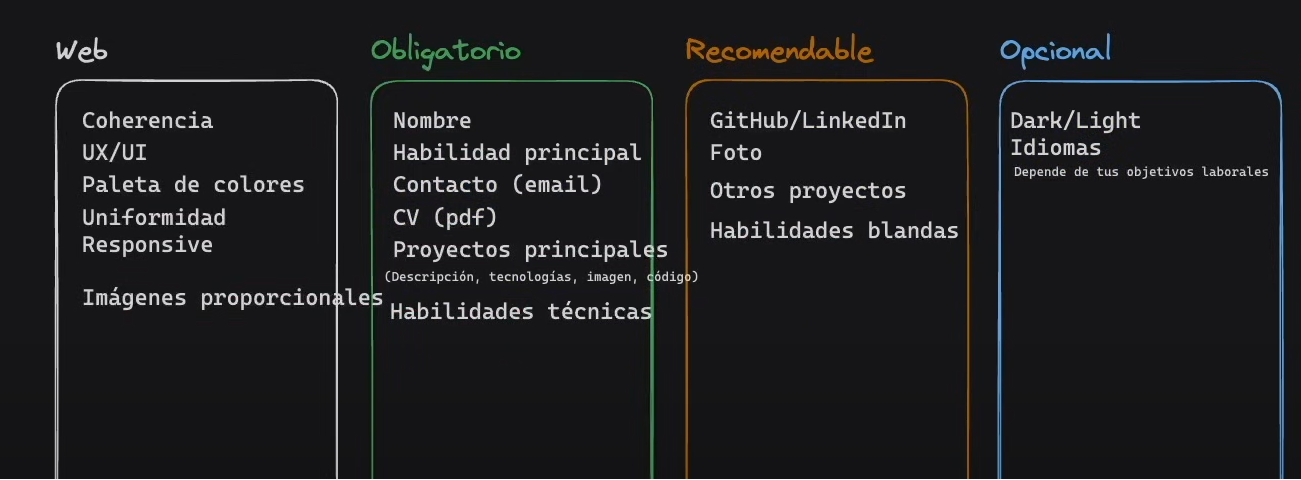 Web
Coherencia
UX/UI
Paleta de colores
Uniformidad
Responsive
Imágenes proporcionales
Obligatorio
Nombre
Habilidad principal
Contacto (email)
CV (pdf)
Proyectos principales
(Descripción, tecnologías, imagen, código)
Habilidades técnicas
Recomendable
GitHub/LinkedIn
Foto
Otros proyectos
Habilidades blandas
Opcional
Dark/Light
Idiomas
Depende de tus objetivos laborales